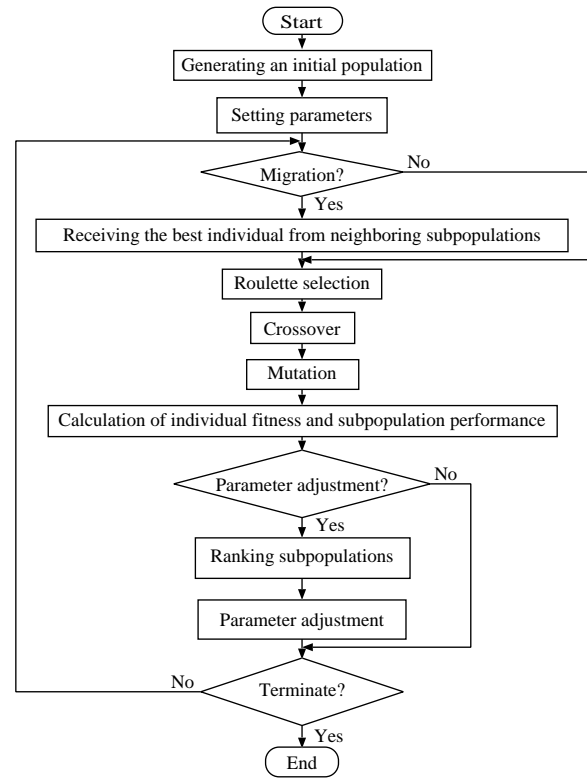 Start
Generating an initial population
Setting parameters
Migration?
No
Yes
Receiving the best individual from neighboring subpopulations
Roulette selection
Crossover
Mutation
Calculation of individual fitness and subpopulation performance
Parameter adjustment?
No
Yes
Ranking subpopulations
Parameter adjustment
No
Terminate?
Yes
End